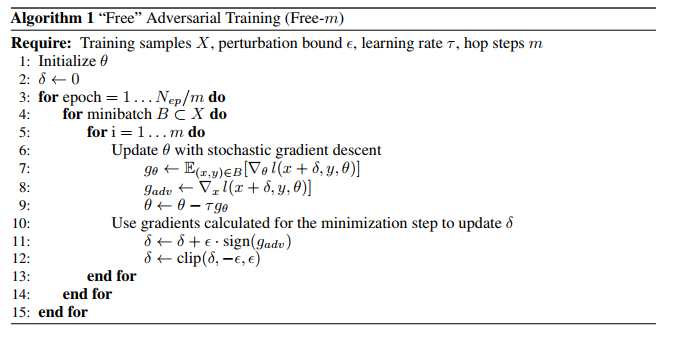 Algorithm 1 “Free” Adversarial Training (Free-m)
Require: Training samples X, perturbation bound ϵ, learning rate τ, hop steps m
1: Initialize θ
2: δ ← 0
3: for epoch = 1 . . . N_ep/m do
4: for minibatch B ⊂ X do
5: for i = 1 . . . m do
6: Update θ with stochastic gradient descent
7: g_θ ← 𝔼_(x,y)∈B[∇_θ l(x + δ, y, θ)]
8: g_adv ← ∇_x l(x + δ, y, θ)]
9: θ ← θ − τg_θ
10: Use gradients calculated for the minimization step to update δ
11: δ ← δ + ϵ · sign(g_adv)
12: δ ← clip(δ, −ϵ, ϵ)
13: end for
14: end for
15: end for